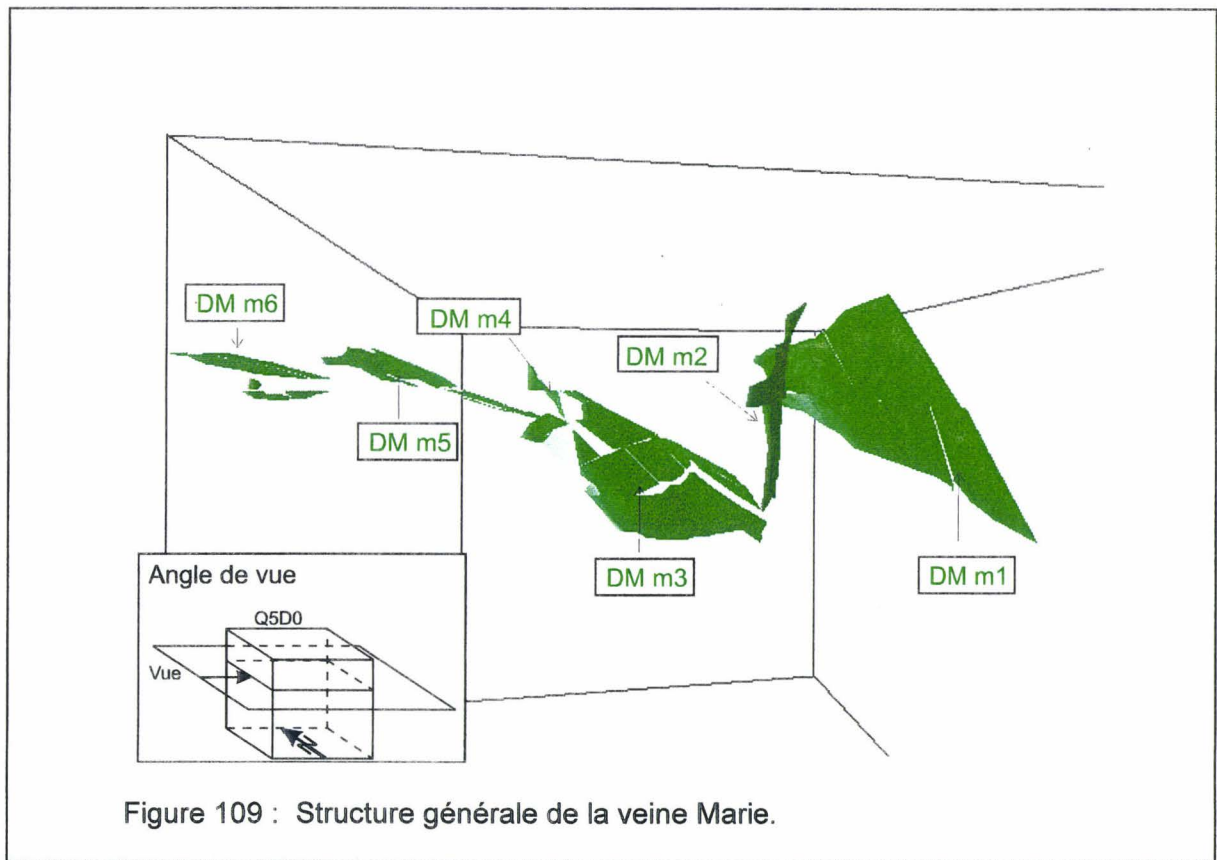 DM m6
DM m4
DM m2
DM m5
DM m3
DM m1
Angle de vue
Q5D0
Vue
Figure 109 : Structure générale de la veine Marie.